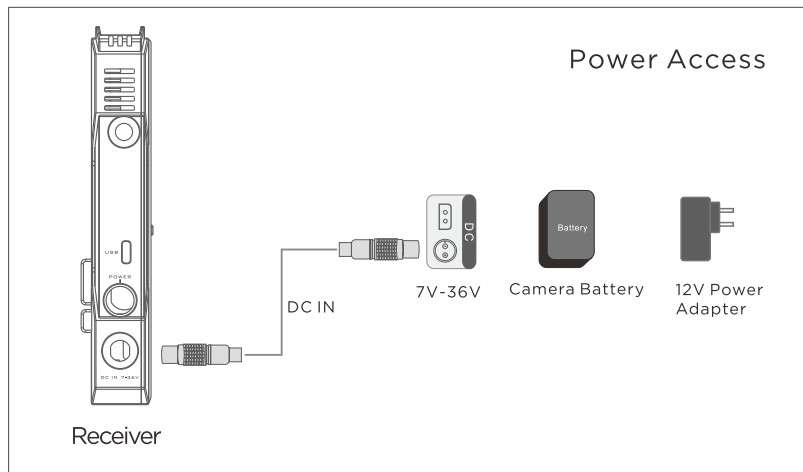 Power Access
USB
POWER
DC IN 7-36V
Receiver
DC IN
DC
7V-36V
Battery
Camera Battery
12V Power
Adapter